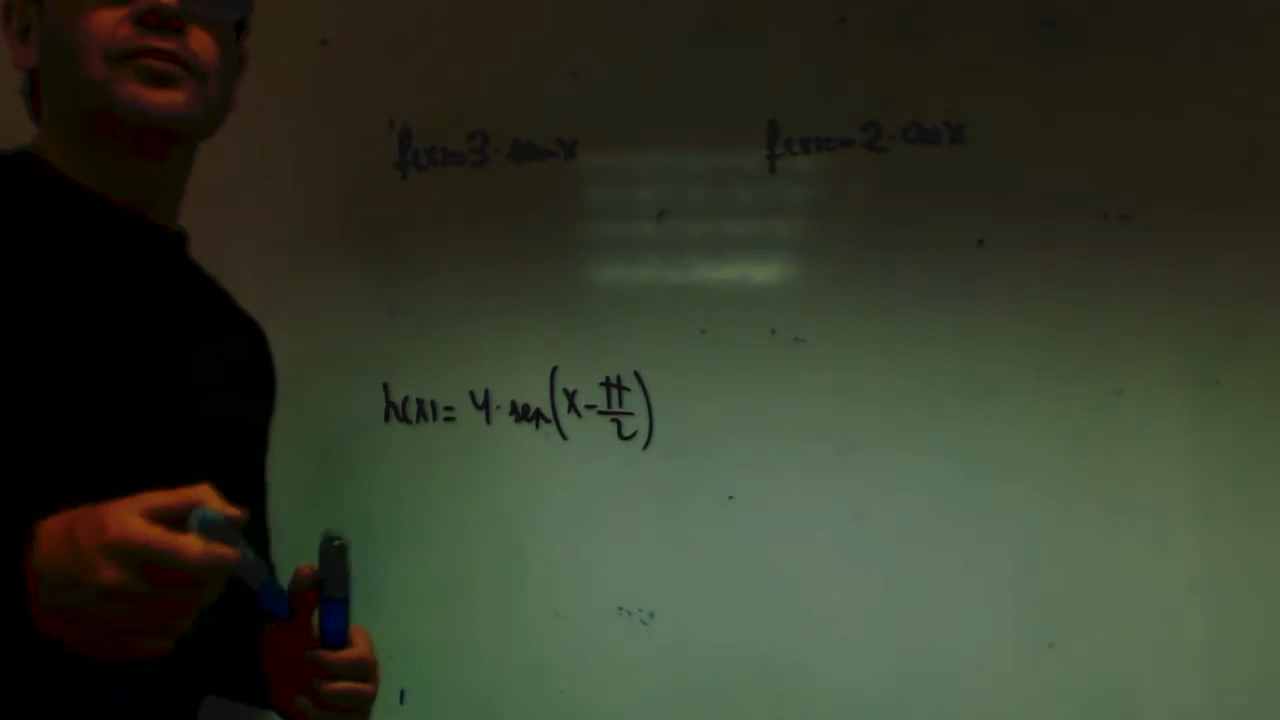 f(x)=3·sen x
f(x)=2·cos x
h(x)= 4·sen(x-π/2)